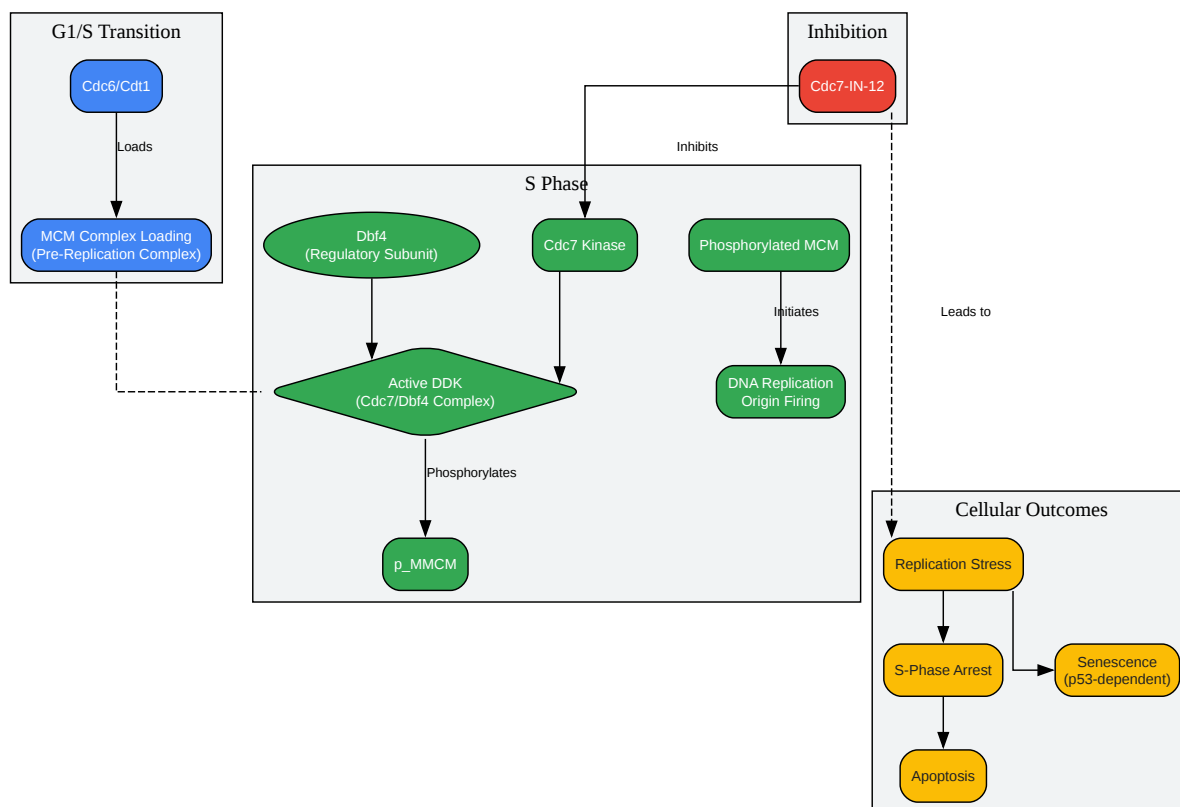 G1/S Transition
Cdc6/Cdt1
Loads
MCM Complex Loading
(Pre-Replication Complex)
Inhibition
Cdc7-IN-12
Inhibits
Leads to
S Phase
Dbf4
(Regulatory Subunit)
Cdc7 Kinase
Phosphorylated MCM
Initiates
Active DDK
(Cdc7/Dbf4 Complex)
DNA Replication
Origin Firing
Phosphorylates
p_MMCM
Cellular Outcomes
Replication Stress
S-Phase Arrest
Senescence
(p53-dependent)
Apoptosis